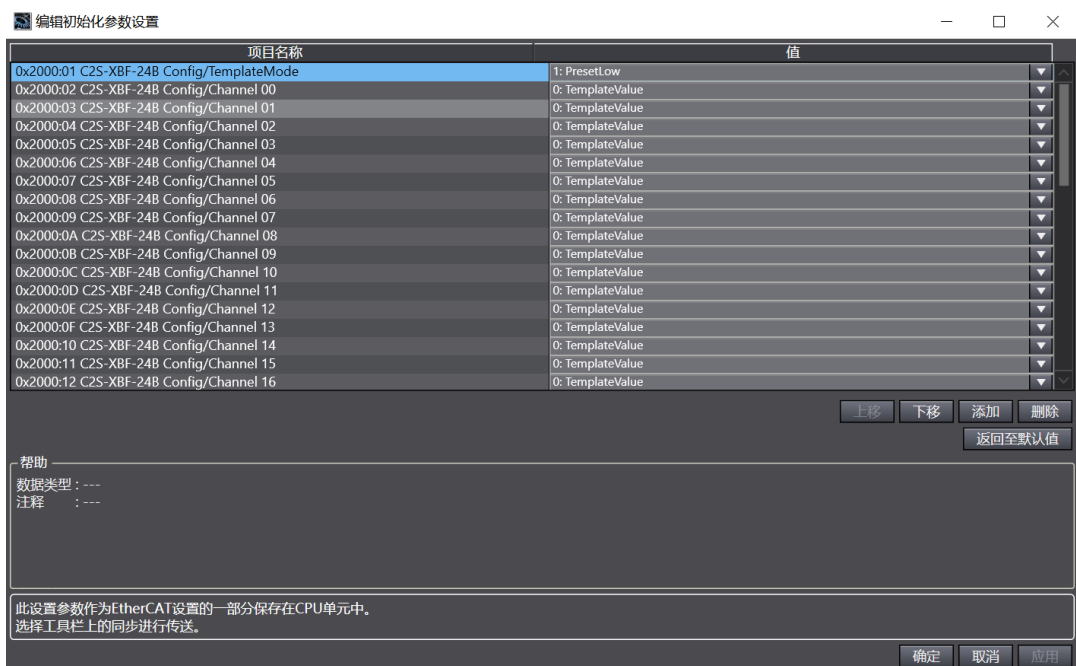 编辑初始化参数设置
项目名称 值
0x2000:01 C2S-XBF-24B Config/TemplateMode 1: PresetLow
0x2000:02 C2S-XBF-24B Config/Channel 00 0: TemplateValue
0x2000:03 C2S-XBF-24B Config/Channel 01 0: TemplateValue
0x2000:04 C2S-XBF-24B Config/Channel 02 0: TemplateValue
0x2000:05 C2S-XBF-24B Config/Channel 03 0: TemplateValue
0x2000:06 C2S-XBF-24B Config/Channel 04 0: TemplateValue
0x2000:07 C2S-XBF-24B Config/Channel 05 0: TemplateValue
0x2000:08 C2S-XBF-24B Config/Channel 06 0: TemplateValue
0x2000:09 C2S-XBF-24B Config/Channel 07 0: TemplateValue
0x2000:0A C2S-XBF-24B Config/Channel 08 0: TemplateValue
0x2000:0B C2S-XBF-24B Config/Channel 09 0: TemplateValue
0x2000:0C C2S-XBF-24B Config/Channel 10 0: TemplateValue
0x2000:0D C2S-XBF-24B Config/Channel 11 0: TemplateValue
0x2000:0E C2S-XBF-24B Config/Channel 12 0: TemplateValue
0x2000:0F C2S-XBF-24B Config/Channel 13 0: TemplateValue
0x2000:10 C2S-XBF-24B Config/Channel 14 0: TemplateValue
0x2000:11 C2S-XBF-24B Config/Channel 15 0: TemplateValue
0x2000:12 C2S-XBF-24B Config/Channel 16 0: TemplateValue
上移 下移 添加 删除
返回至默认值
帮助
数据类型 : ---
注释 : ---
此设置参数作为EtherCAT设置的一部分保存在CPU单元中。
选择工具栏上的同步进行传送。
确定 取消 应用